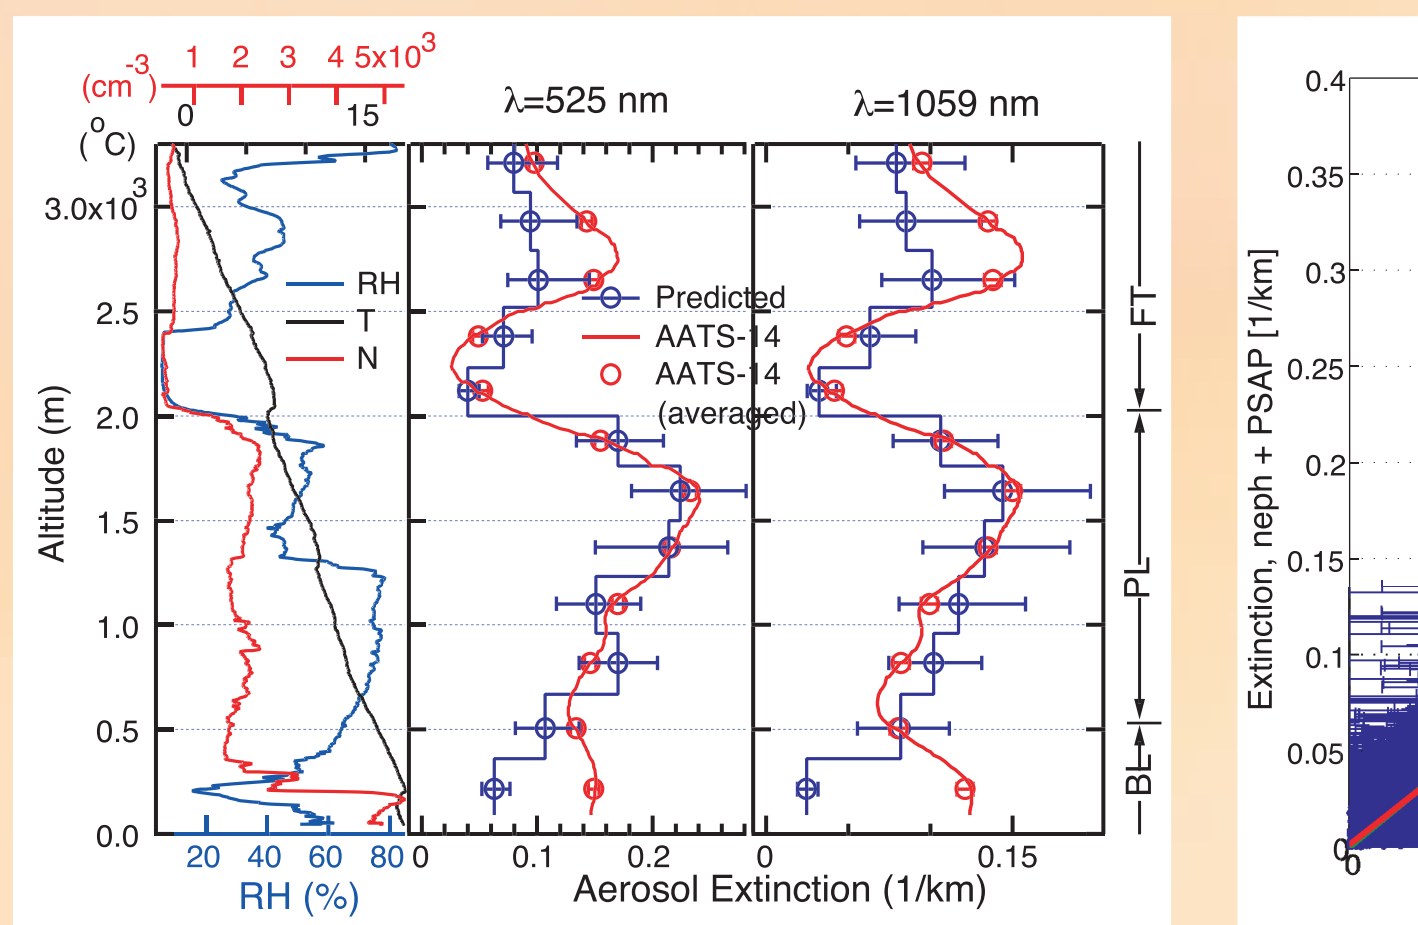 1 2 3 4 5x10³
(cm⁻³)
0 15
(°C)
λ=525 nm
λ=1059 nm
3.0x10³
2.5
2.0
1.5
1.0
0.5
0.0
Altitude (m)
RH
T
N
20 40 60 80
RH (%)
Predicted
AATS-14
AATS-14
(averaged)
0 0.1 0.2
0 0.15
Aerosol Extinction (1/km)
FT
PL
BL
0.4
0.35
0.3
0.25
0.2
0.15
0.1
0.05
0
0
Extinction, neph + PSAP [1/km]